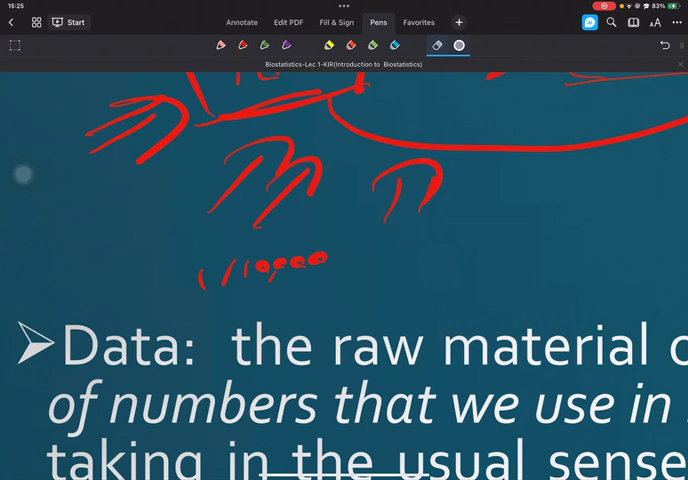 15:25
83%
Start
Annotate Edit PDF Fill & Sign Pens Favorites
Biostatistics-Lec 1-KIR(Introduction to Biostatistics)
Data: the raw material
of numbers that we use in
taking in the usual sense